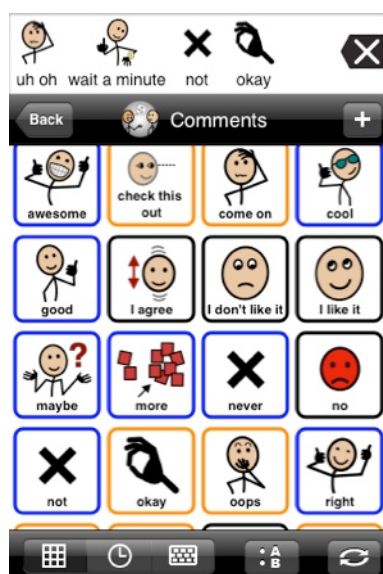 uh oh wait a minute not okay
Back Comments +
awesome check this out come on cool
good I agree I don't like it I like it
maybe ? more never no
not okay oops right
A
B